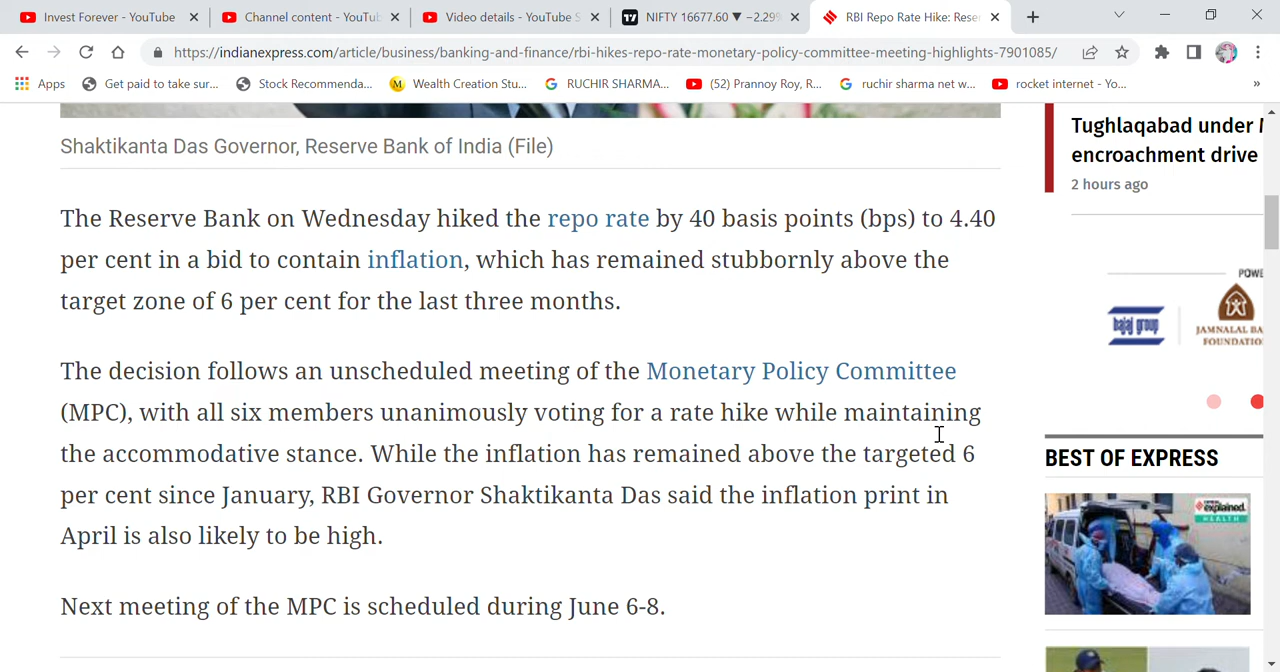 Invest Forever - YouTube
Channel content - YouTu
Video details - YouTube S
NIFTY 16677.60 ▼ −2.29%
RBI Repo Rate Hike: Rese
https://indianexpress.com/article/business/banking-and-finance/rbi-hikes-repo-rate-monetary-policy-committee-meeting-highlights-7901085/
Apps
Get paid to take sur...
Stock Recommenda...
Wealth Creation Stu...
RUCHIR SHARMA...
(52) Prannoy Roy, R...
ruchir sharma net w...
rocket internet - Yo...
»
Shaktikanta Das Governor, Reserve Bank of India (File)
The Reserve Bank on Wednesday hiked the repo rate by 40 basis points (bps) to 4.40
per cent in a bid to contain inflation, which has remained stubbornly above the
target zone of 6 per cent for the last three months.
The decision follows an unscheduled meeting of the Monetary Policy Committee
(MPC), with all six members unanimously voting for a rate hike while maintaining
the accommodative stance. While the inflation has remained above the targeted 6
per cent since January, RBI Governor Shaktikanta Das said the inflation print in
April is also likely to be high.
Next meeting of the MPC is scheduled during June 6-8.
Tughlaqabad under
encroachment drive
2 hours ago
POWE
bajaj group
JAMNALAL BA
FOUNDATIO
BEST OF EXPRESS
explained.
HEALTH